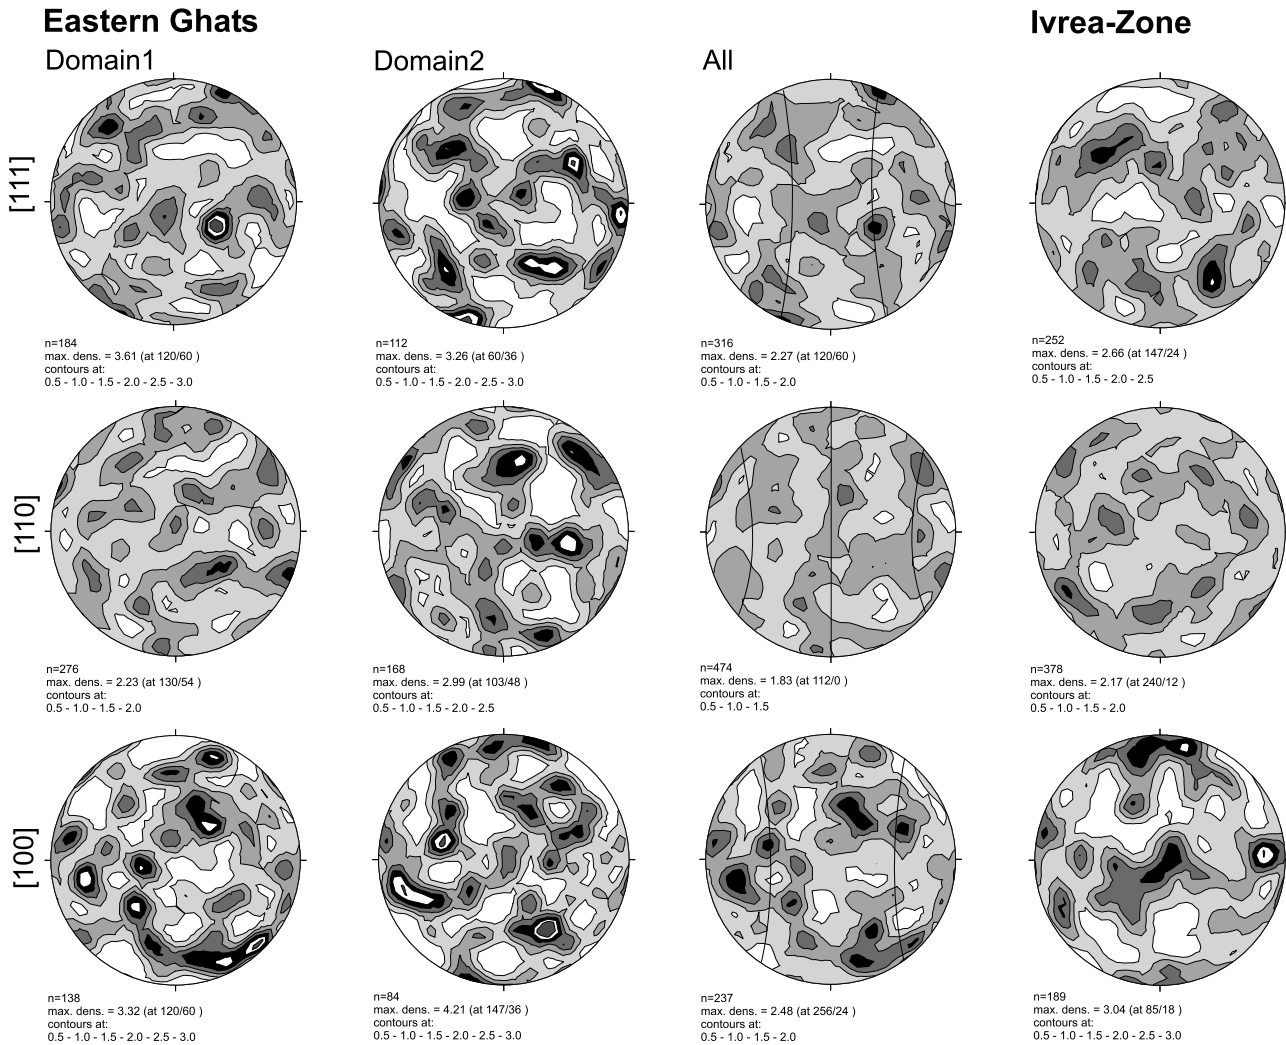 Eastern Ghats
Ivrea-Zone
Domain1
Domain2
All
[111]
n=184
max. dens. = 3.61 (at 120/60 )
contours at:
0.5 - 1.0 - 1.5 - 2.0 - 2.5 - 3.0
n=112
max. dens. = 3.26 (at 60/36 )
contours at:
0.5 - 1.0 - 1.5 - 2.0 - 2.5 - 3.0
n=316
max. dens. = 2.27 (at 120/60 )
contours at:
0.5 - 1.0 - 1.5 - 2.0
n=252
max. dens. = 2.66 (at 147/24 )
contours at:
0.5 - 1.0 - 1.5 - 2.0 - 2.5
[110]
n=276
max. dens. = 2.23 (at 130/54 )
contours at:
0.5 - 1.0 - 1.5 - 2.0
n=168
max. dens. = 2.99 (at 103/48 )
contours at:
0.5 - 1.0 - 1.5 - 2.0 - 2.5
n=474
max. dens. = 1.83 (at 112/0 )
contours at:
0.5 - 1.0 - 1.5
n=378
max. dens. = 2.17 (at 240/12 )
contours at:
0.5 - 1.0 - 1.5 - 2.0
[100]
n=138
max. dens. = 3.32 (at 120/60 )
contours at:
0.5 - 1.0 - 1.5 - 2.0 - 2.5 - 3.0
n=84
max. dens. = 4.21 (at 147/36 )
contours at:
0.5 - 1.0 - 1.5 - 2.0 - 2.5 - 3.0
n=237
max. dens. = 2.48 (at 256/24 )
contours at:
0.5 - 1.0 - 1.5 - 2.0
n=189
max. dens. = 3.04 (at 85/18 )
contours at:
0.5 - 1.0 - 1.5 - 2.0 - 2.5 - 3.0